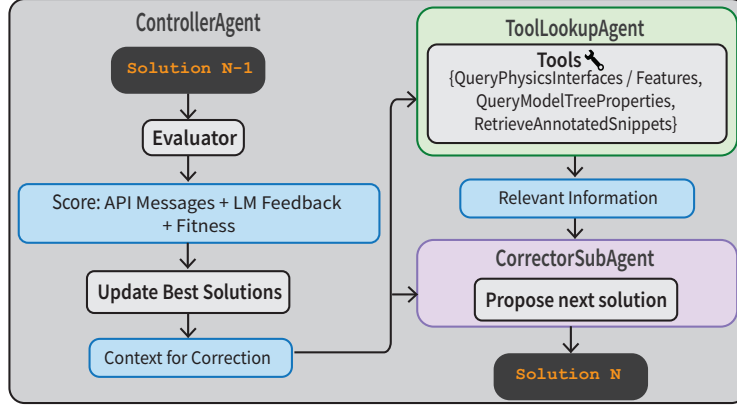 ControllerAgent
Solution N-1
Evaluator
Score: API Messages + LM Feedback
+ Fitness
Update Best Solutions
Context for Correction
ToolLookupAgent
Tools
{QueryPhysicsInterfaces / Features,
QueryModelTreeProperties,
RetrieveAnnotatedSnippets}
Relevant Information
CorrectorSubAgent
Propose next solution
Solution N